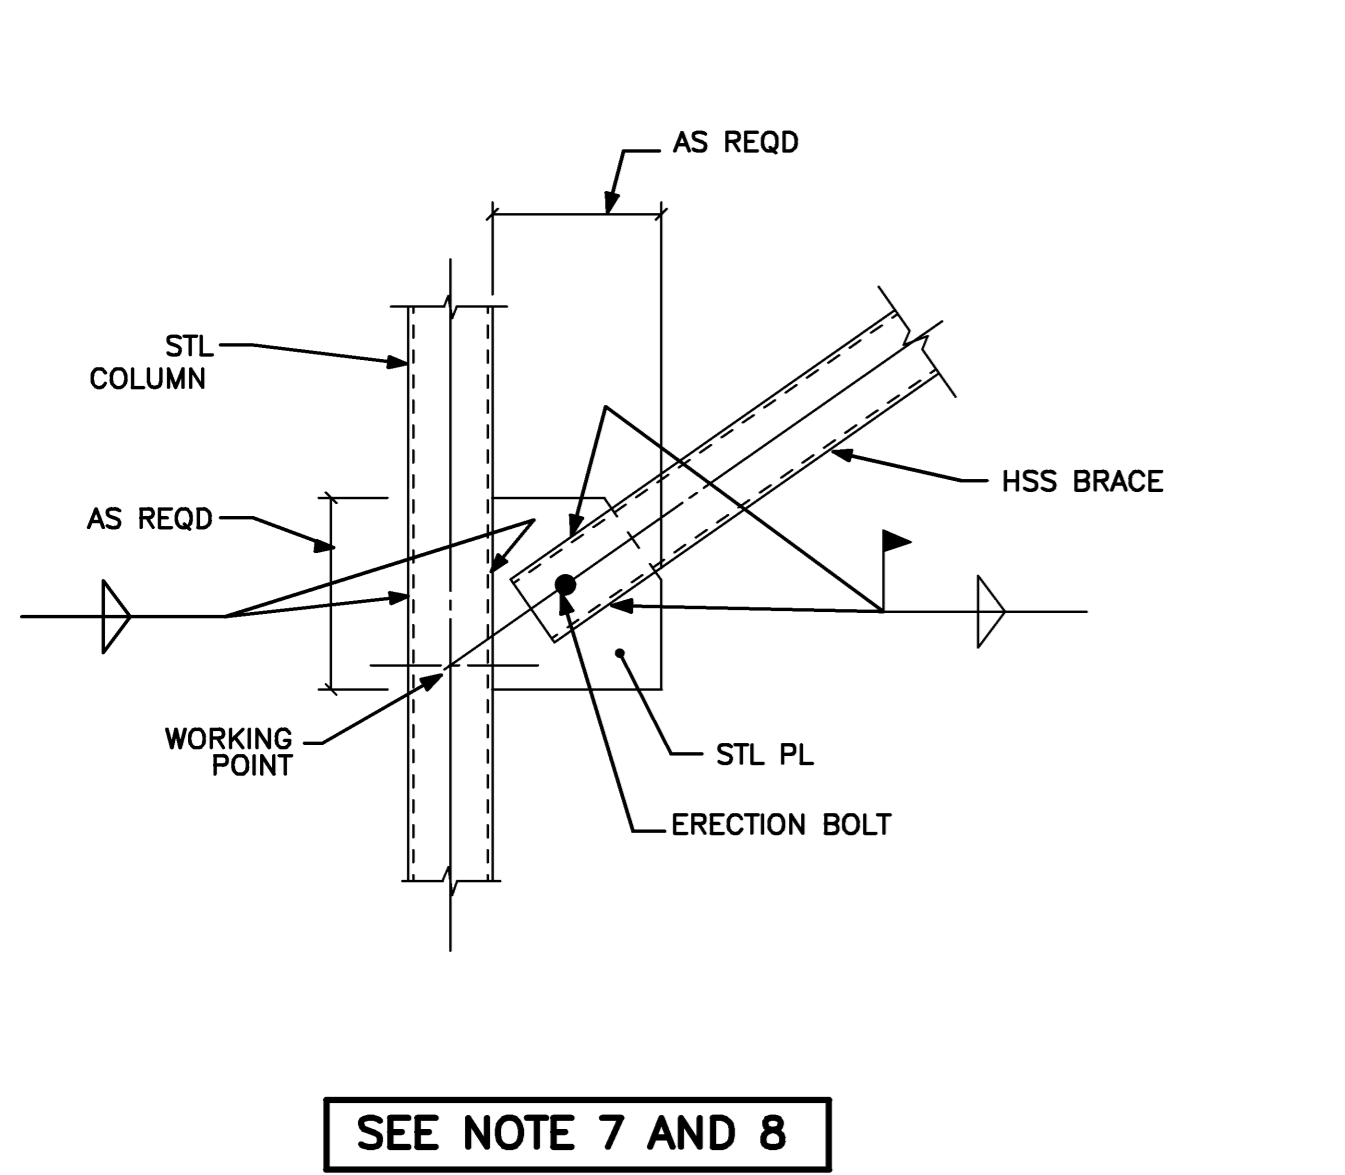 AS REQD
STL
COLUMN
HSS BRACE
AS REQD
WORKING
POINT
STL PL
ERECTION BOLT
SEE NOTE 7 AND 8